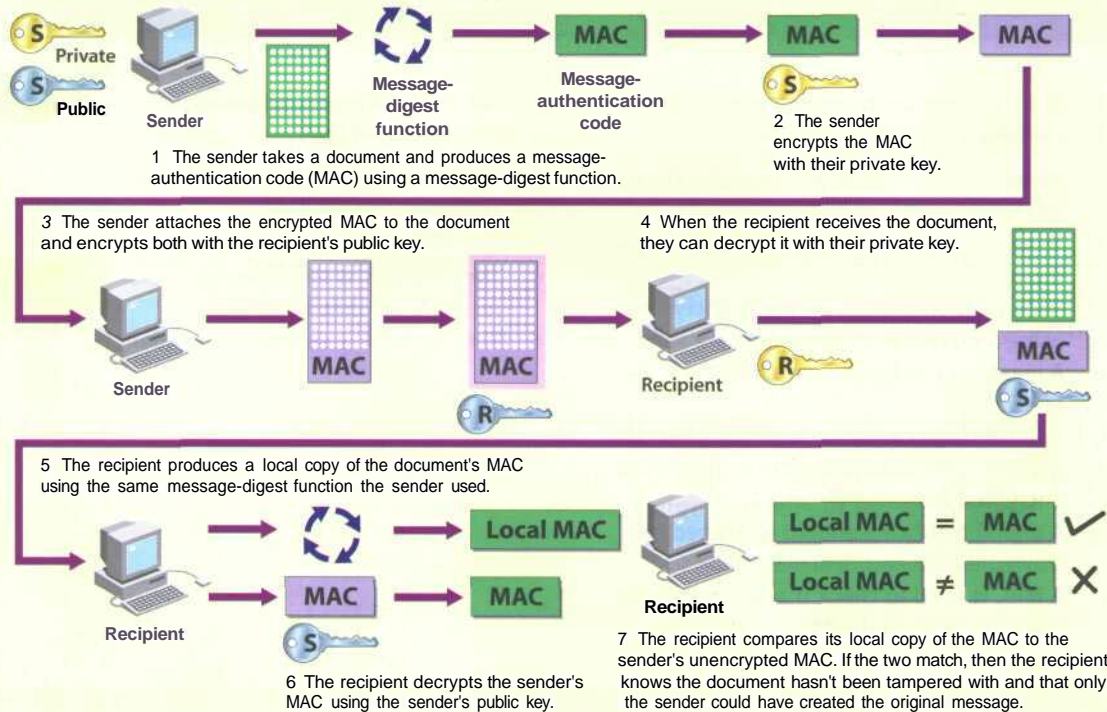 S
Private
S
Public
Sender
Message-
digest
function
MAC
Message-
authentication
code
MAC
S
MAC
1 The sender takes a document and produces a message-
authentication code (MAC) using a message-digest function.
2 The sender
encrypts the MAC
with their private key.
3 The sender attaches the encrypted MAC to the document
and encrypts both with the recipient's public key.
4 When the recipient receives the document,
they can decrypt it with their private key.
Sender
MAC
MAC
R
Recipient
R
MAC
S
5 The recipient produces a local copy of the document's MAC
using the same message-digest function the sender used.
Recipient
Local MAC
MAC
S
MAC
6 The recipient decrypts the sender's
MAC using the sender's public key.
Recipient
Local MAC = MAC ✓
Local MAC ≠ MAC X
7 The recipient compares its local copy of the MAC to the
sender's unencrypted MAC. If the two match, then the recipient
knows the document hasn't been tampered with and that only
the sender could have created the original message.